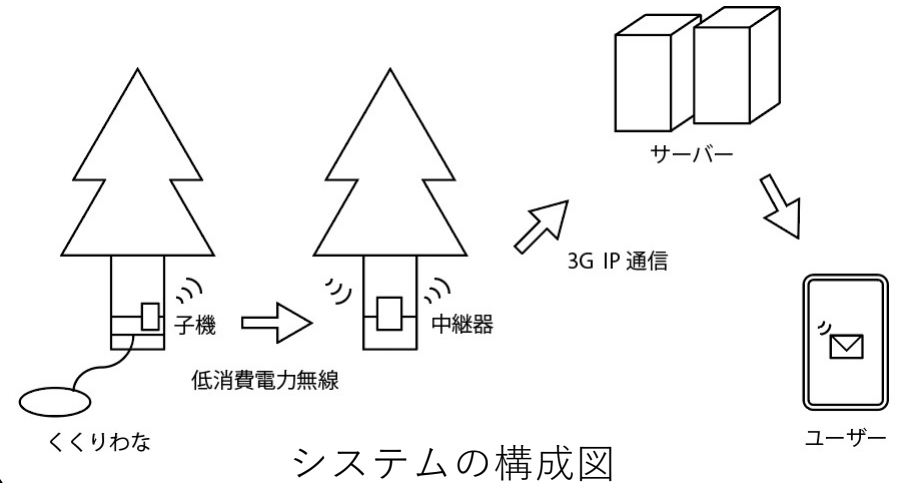 サーバー
3G IP 通信
子機
中継器
低消費電力無線
くくりわな
ユーザー
システムの構成図